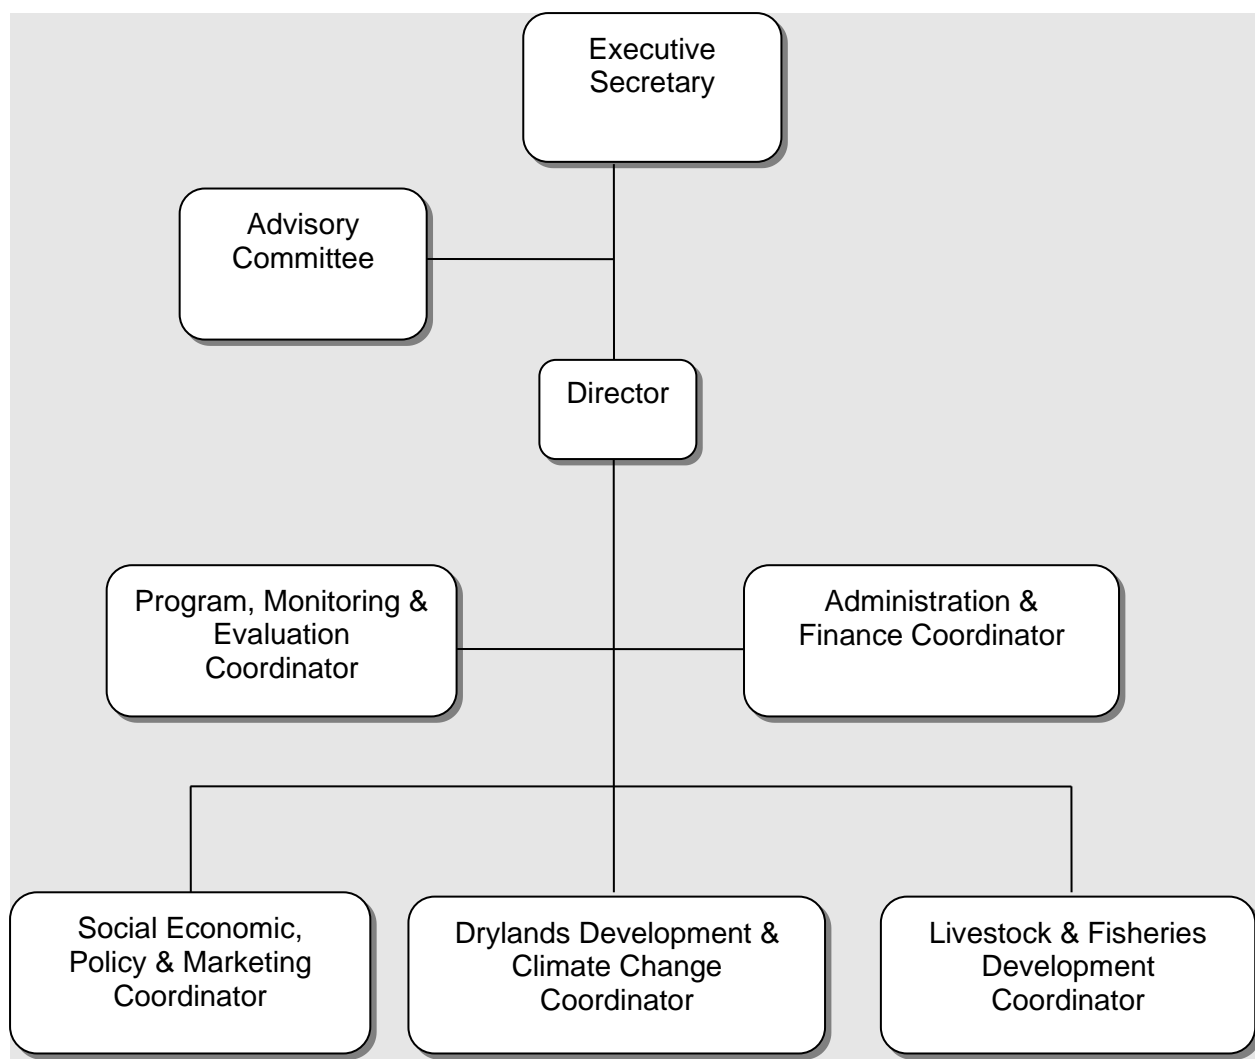 Executive
Secretary
Advisory
Committee
Director
Program, Monitoring &
Evaluation
Coordinator
Administration &
Finance Coordinator
Social Economic,
Policy & Marketing
Coordinator
Drylands Development &
Climate Change
Coordinator
Livestock & Fisheries
Development
Coordinator